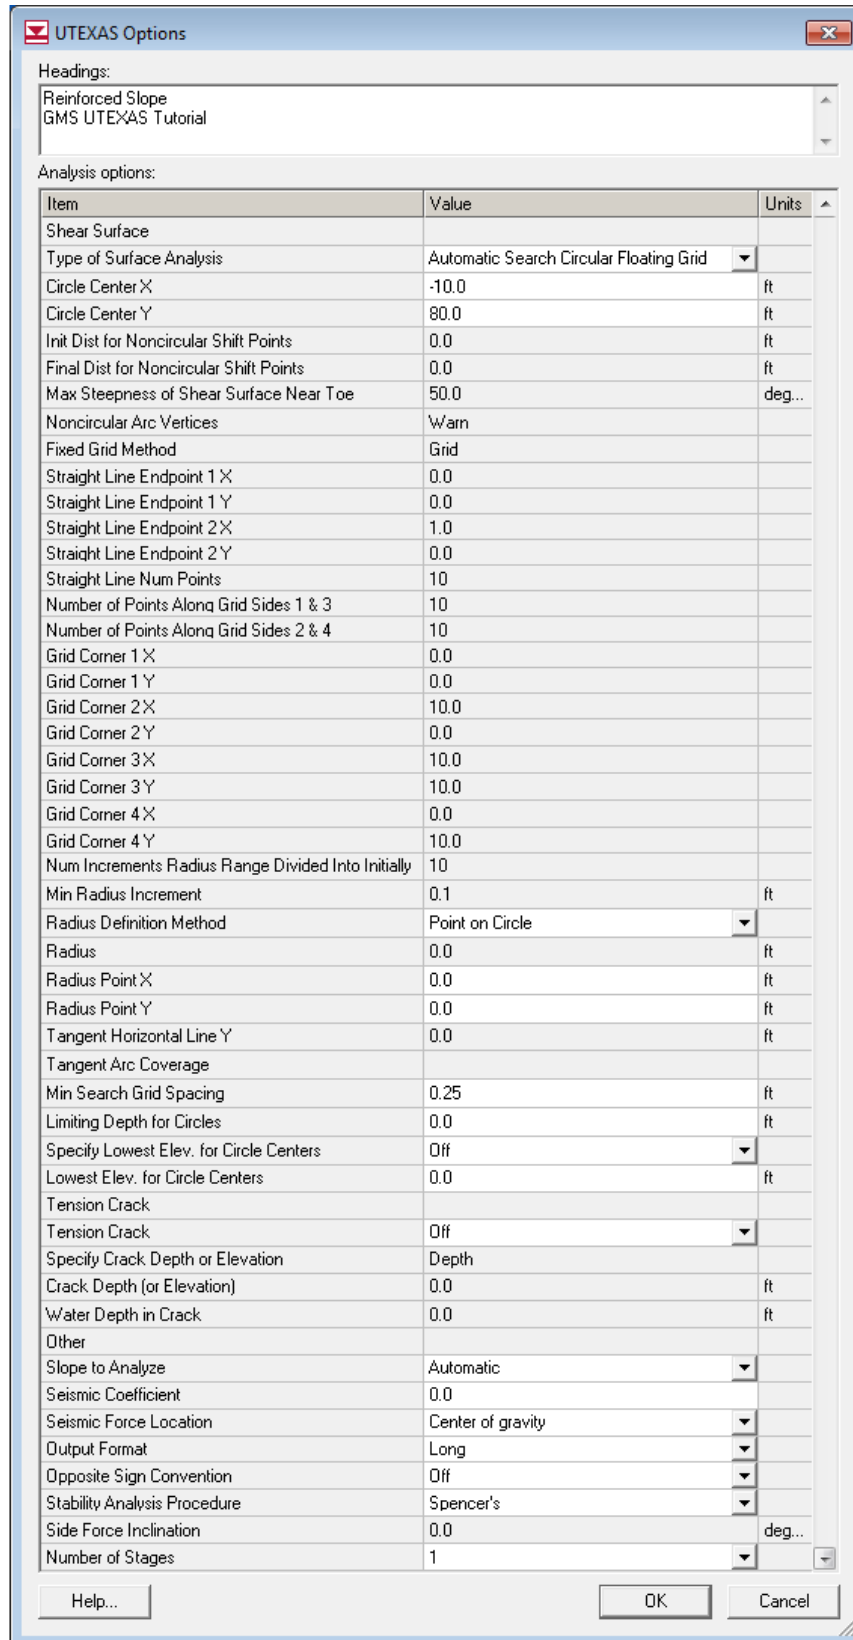 UTEXAS Options
Headings:
Reinforced Slope
GMS UTEXAS Tutorial
Analysis options:
Item Value Units
Shear Surface
Type of Surface Analysis Automatic Search Circular Floating Grid
Circle Center X -10.0 ft
Circle Center Y 80.0 ft
Init Dist for Noncircular Shift Points 0.0 ft
Final Dist for Noncircular Shift Points 0.0 ft
Max Steepness of Shear Surface Near Toe 50.0 deg...
Noncircular Arc Vertices Warn
Fixed Grid Method Grid
Straight Line Endpoint 1 X 0.0
Straight Line Endpoint 1 Y 0.0
Straight Line Endpoint 2 X 1.0
Straight Line Endpoint 2 Y 0.0
Straight Line Num Points 10
Number of Points Along Grid Sides 1 & 3 10
Number of Points Along Grid Sides 2 & 4 10
Grid Corner 1 X 0.0
Grid Corner 1 Y 0.0
Grid Corner 2 X 10.0
Grid Corner 2 Y 0.0
Grid Corner 3 X 10.0
Grid Corner 3 Y 10.0
Grid Corner 4 X 0.0
Grid Corner 4 Y 10.0
Num Increments Radius Range Divided Into Initially 10
Min Radius Increment 0.1 ft
Radius Definition Method Point on Circle
Radius 0.0 ft
Radius Point X 0.0 ft
Radius Point Y 0.0 ft
Tangent Horizontal Line Y 0.0 ft
Tangent Arc Coverage
Min Search Grid Spacing 0.25 ft
Limiting Depth for Circles 0.0 ft
Specify Lowest Elev. for Circle Centers Off
Lowest Elev. for Circle Centers 0.0 ft
Tension Crack
Tension Crack Off
Specify Crack Depth or Elevation Depth
Crack Depth (or Elevation) 0.0 ft
Water Depth in Crack 0.0 ft
Other
Slope to Analyze Automatic
Seismic Coefficient 0.0
Seismic Force Location Center of gravity
Output Format Long
Opposite Sign Convention Off
Stability Analysis Procedure Spencer's
Side Force Inclination 0.0 deg...
Number of Stages 1
Help... OK Cancel